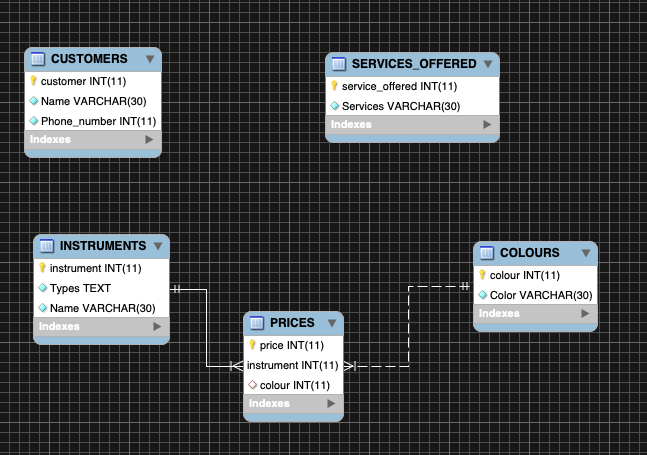 CUSTOMERS
customer INT(11)
Name VARCHAR(30)
Phone_number INT(11)
Indexes
SERVICES_OFFERED
service_offered INT(11)
Services VARCHAR(30)
Indexes
INSTRUMENTS
instrument INT(11)
Types TEXT
Name VARCHAR(30)
Indexes
COLOURS
colour INT(11)
Color VARCHAR(30)
Indexes
PRICES
price INT(11)
instrument INT(11)
colour INT(11)
Indexes